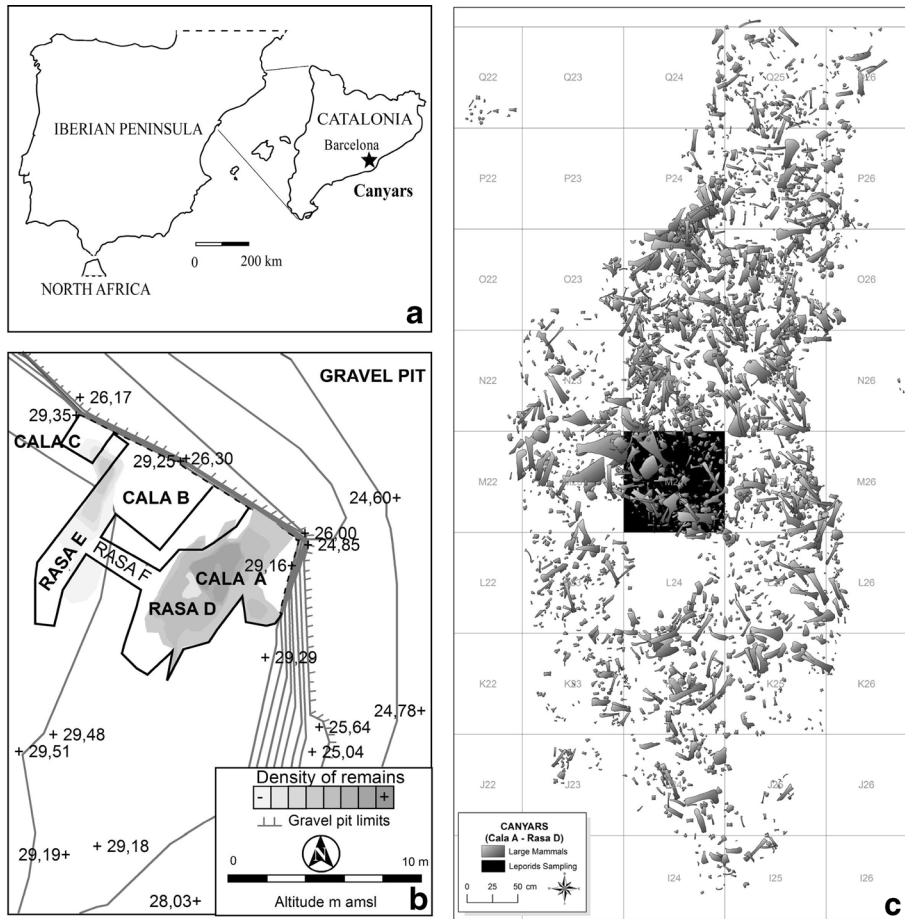 IBERIAN PENINSULA
CATALONIA
Barcelona
Canyars
0 200 km
NORTH AFRICA
a
GRAVEL PIT
+ 26,17
29,35+
CALA C
29,25+
+26,30
CALA B
24,60+
+ 26,00
+ 24,85
RASA E
RASA F
29,16+
CALA A
RASA D
+ 29,29
24,78+
+ 29,48
+ 29,51
+ 25,64
+ 25,04
+ 29,18
29,19+
28,03+
Density of remains
- +
Gravel pit limits
N
0 10 m
Altitude m amsl
b
Q22 Q23 Q24 Q25
P22 P23 P24 P26
O22 O23 O26
N22 N23 N26
M22 M26
L22 L24 L26
K22 K23 K25 K26
J22 J23 J25 J26
I24 I25 I26
CANYARS
(Cala A - Rasa D)
Large Mammals
Leporids Sampling
0 25 50 cm
c